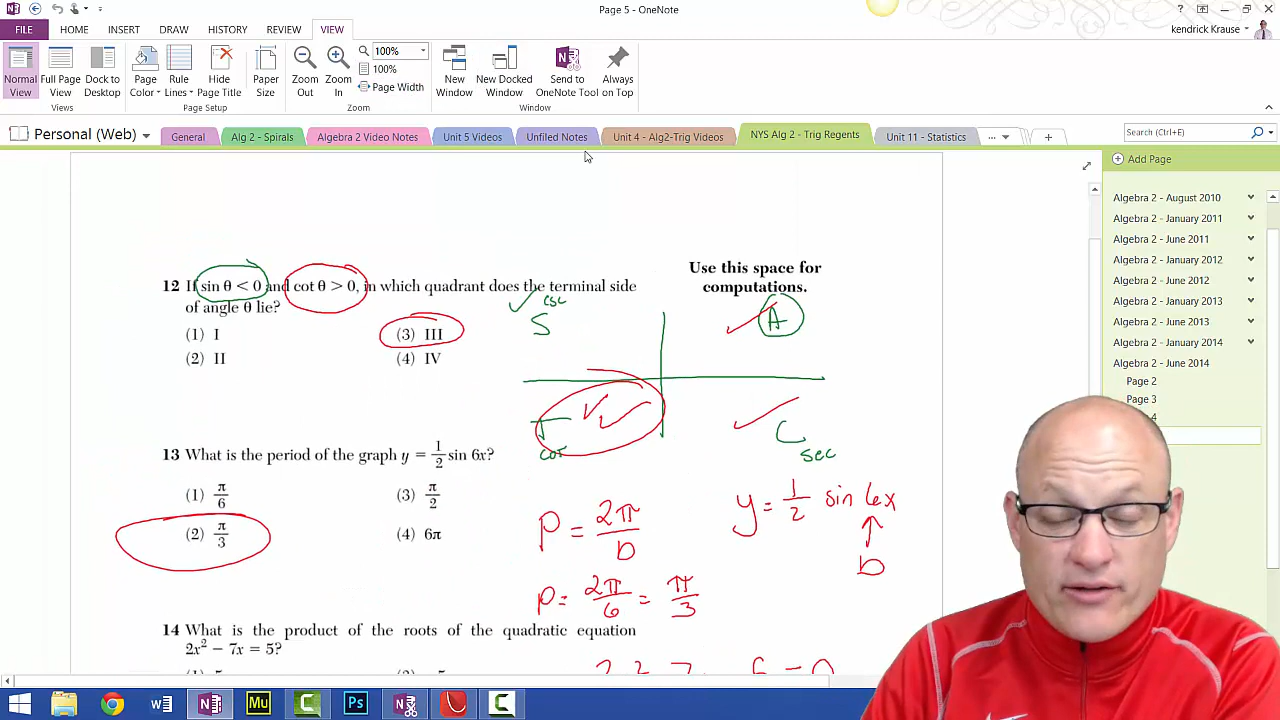 Page 5 - OneNote
FILE HOME INSERT DRAW HISTORY REVIEW VIEW
kendrick Krause
Normal View
Full Page View
Dock to Desktop
Views
Page Color
Rule Lines
Hide Page Title
Paper Size
Page Setup
Zoom Out
Zoom In
100%
100%
Page Width
Zoom
New Window
New Docked Window
Send to OneNote Tool
Always on Top
Window
Personal (Web)
General
Alg 2 - Spirals
Algebra 2 Video Notes
Unit 5 Videos
Unfiled Notes
Unit 4 - Alg2-Trig Videos
NYS Alg 2 - Trig Regents
Unit 11 - Statistics
Search (Ctrl+E)
Add Page
Algebra 2 - August 2010
Algebra 2 - January 2011
Algebra 2 - June 2011
Algebra 2 - January 2012
Algebra 2 - June 2012
Algebra 2 - January 2013
Algebra 2 - June 2013
Algebra 2 - January 2014
Algebra 2 - June 2014
Page 2
Page 3
4
Use this space for
computations.
12 If sin θ < 0 and cot θ > 0, in which quadrant does the terminal side
of angle θ lie?
(1) I (3) III
(2) II (4) IV
S csc
A
T cot
C sec
13 What is the period of the graph y = 1/2 sin 6x?
(1) π/6 (3) π/2
(2) π/3 (4) 6π
P = 2π/b
y = 1/2 sin 6x
b
P = 2π/6 = π/3
14 What is the product of the roots of the quadratic equation
2x² − 7x = 5?